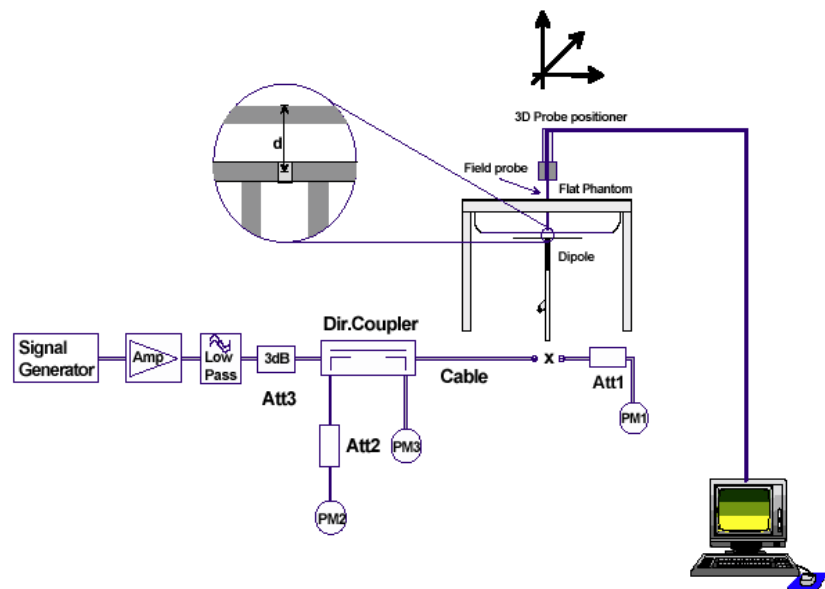 3D Probe positioner
d
Field probe
Flat Phantom
Dipole
Dir.Coupler
Signal
Generator
Amp
Low
Pass
3dB
Cable
x
Att1
Att3
PM1
Att2
PM3
PM2